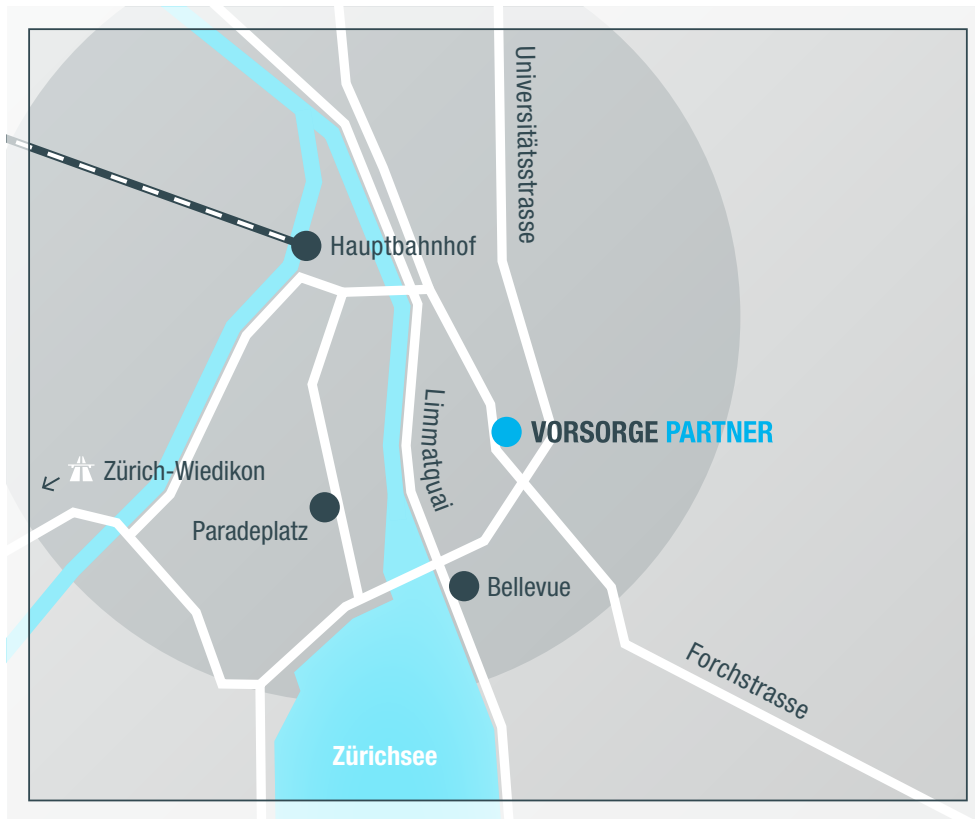 Universitätsstrasse
Hauptbahnhof
Limmatquai
VORSORGE PARTNER
Zürich-Wiedikon
Paradeplatz
Bellevue
Forchstrasse
Zürichsee